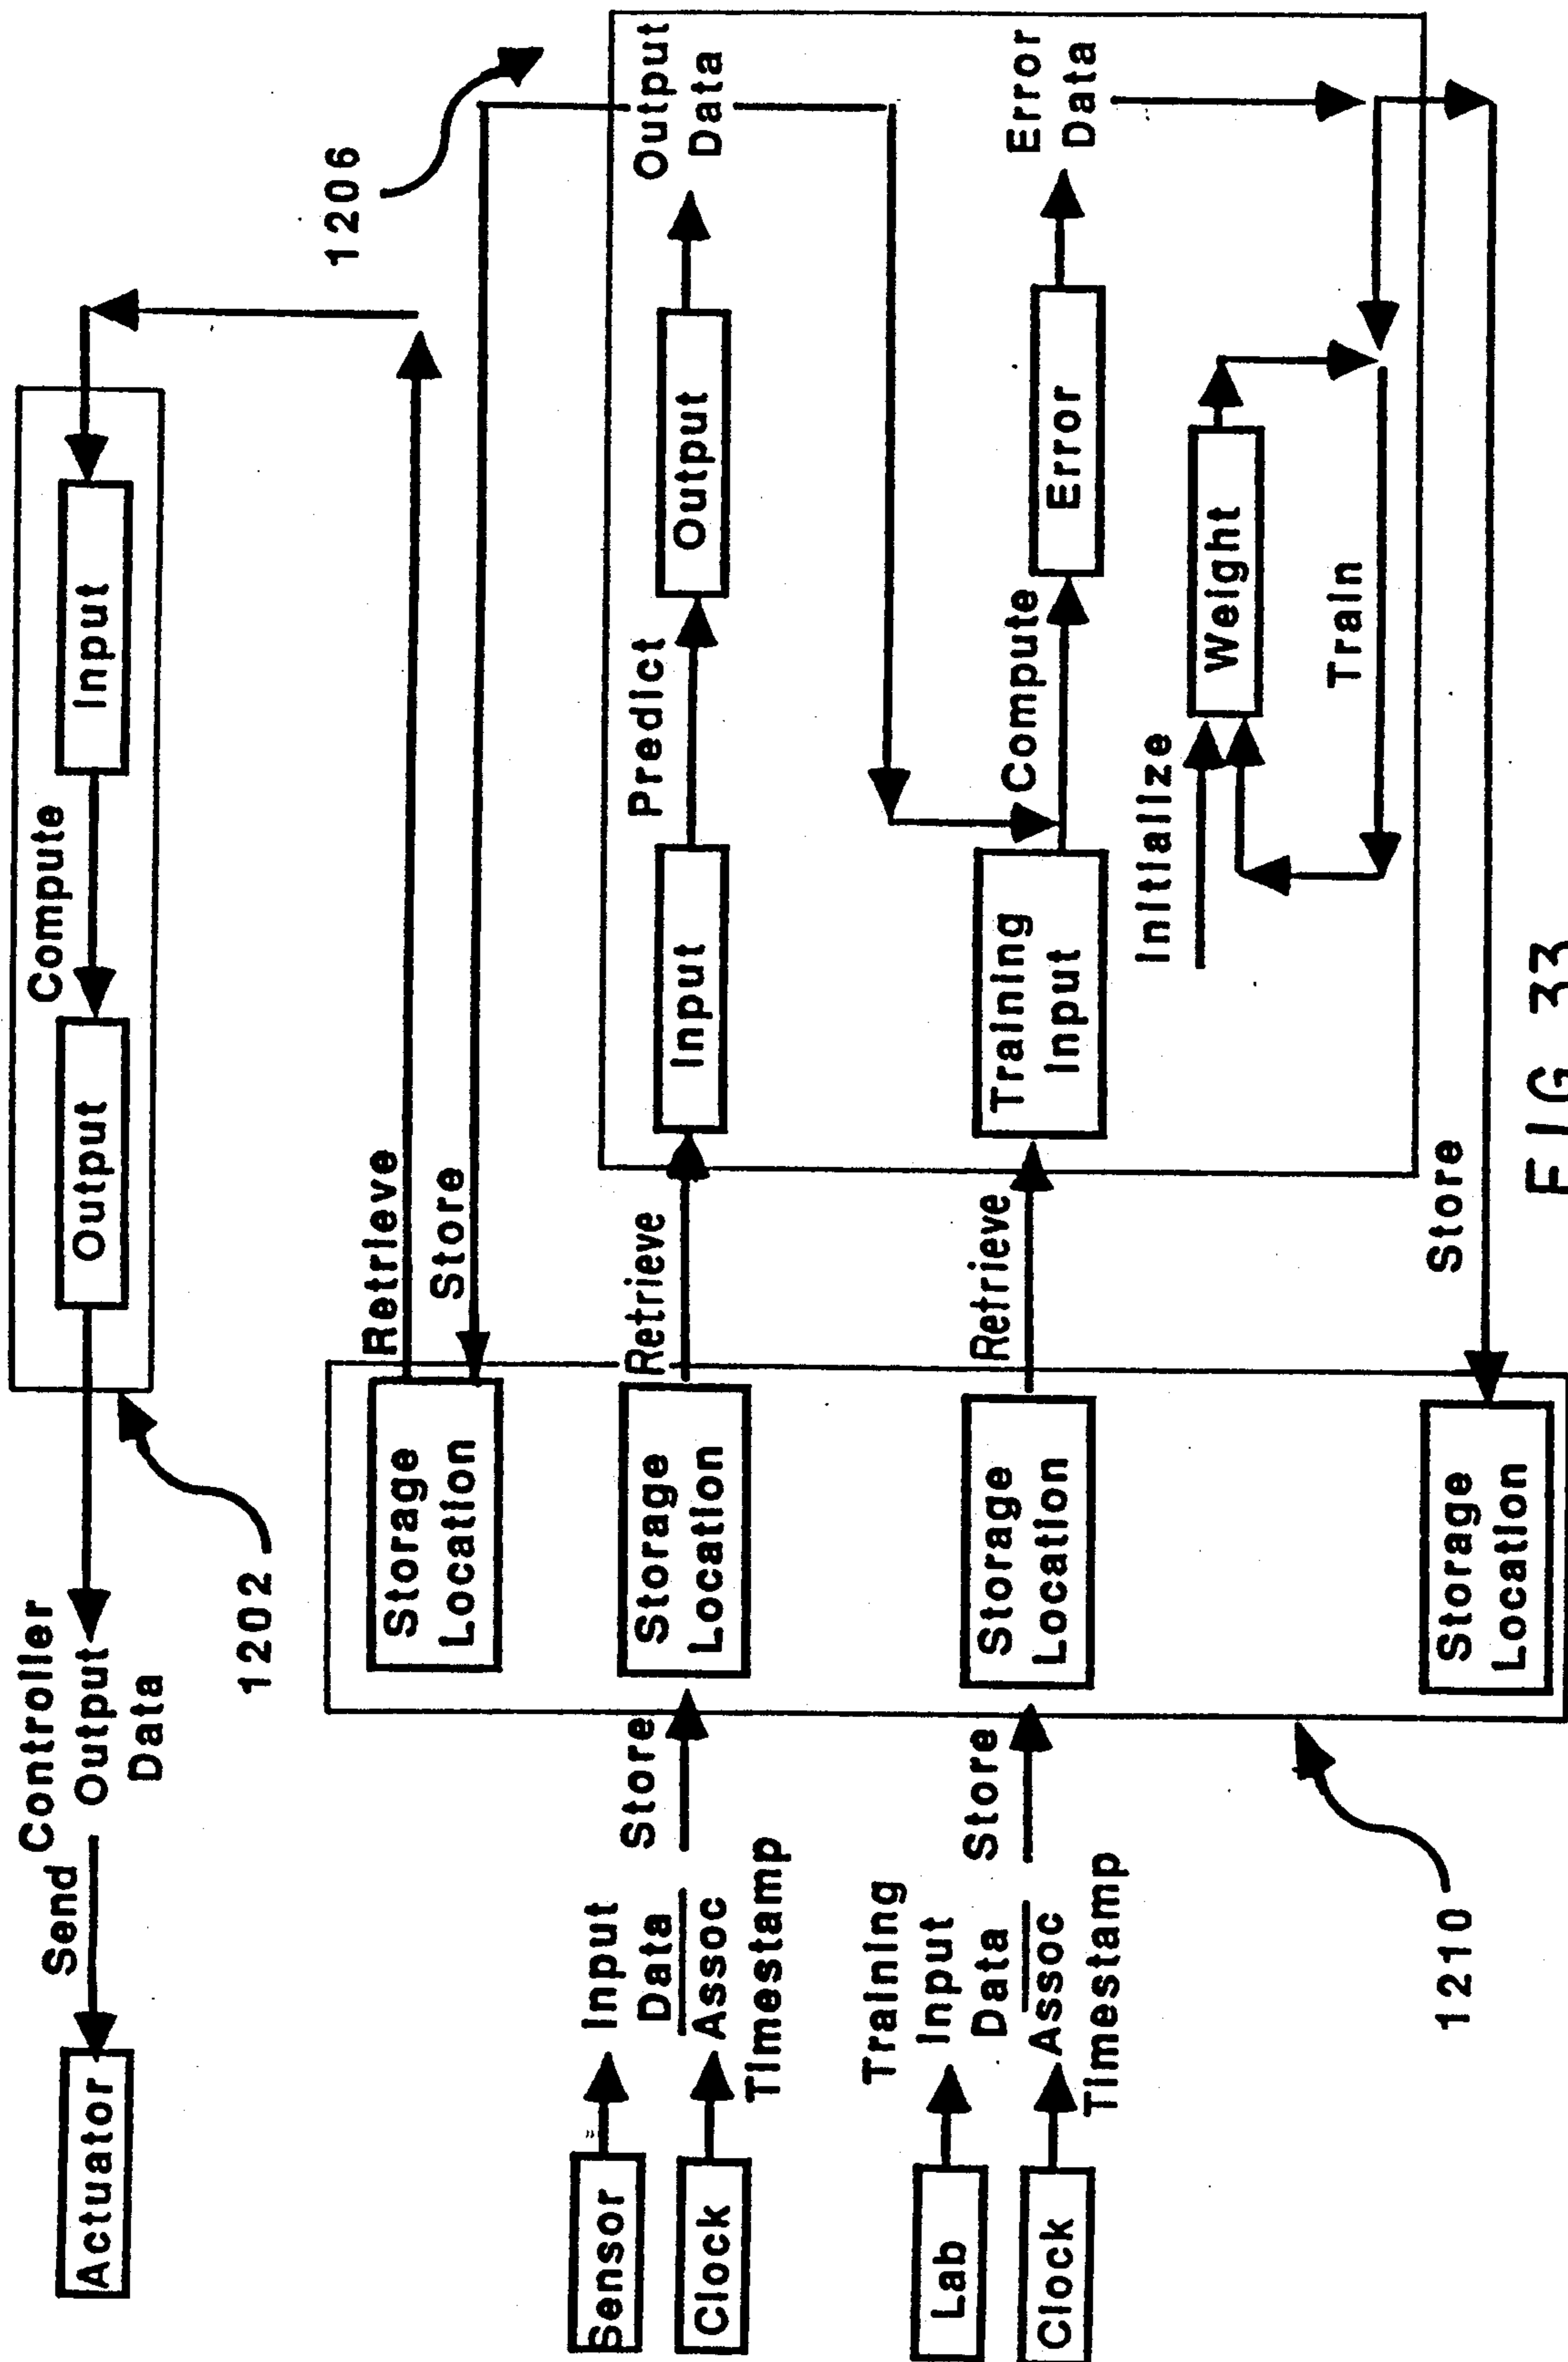 Actuator
Send
Controller
Output
Data
Output
Compute
Input
1202
1206
Retrieve
Store
Storage
Location
Sensor
Input
Data
Clock
Assoc
Timestamp
Store
Storage
Location
Retrieve
Input
Predict
Output
Output
Data
Lab
Training
Input
Data
Clock
Assoc
Timestamp
Store
Storage
Location
Retrieve
Training
Input
Compute
Error
Error
Data
Initialize
Weight
Train
1210
Storage
Location
Store
FIG 33